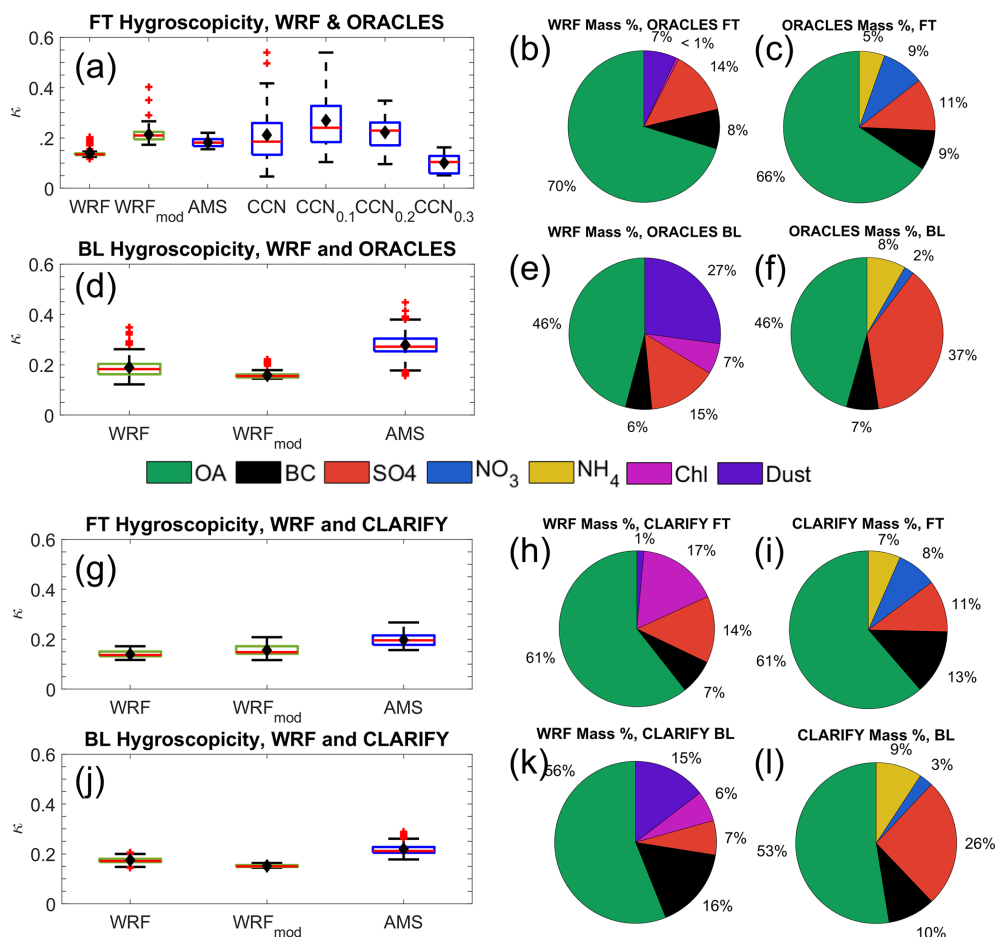 FT Hygroscopicity, WRF & ORACLES
(a)
κ
0.6
0.4
.2
0
WRF WRFmod AMS CCN CCN0.1 CCN0.2 CCN0.3
WRF Mass %, ORACLES FT
(b)
7%
< 1%
14%
8%
70%
ORACLES Mass %, FT
(c)
5%
9%
11%
9%
66%
BL Hygroscopicity, WRF and ORACLES
(d)
κ
0.6
0.4
0.2
0
WRF WRFmod AMS
WRF Mass %, ORACLES BL
(e)
27%
7%
15%
6%
46%
ORACLES Mass %, BL
(f)
8%
2%
37%
7%
46%
OA BC SO4 NO3 NH4 Chl Dust
FT Hygroscopicity, WRF and CLARIFY
(g)
κ
0.6
0.4
0.2
0
WRF WRFmod AMS
WRF Mass %, CLARIFY FT
(h)
1%
17%
14%
7%
61%
CLARIFY Mass %, FT
(i)
7%
8%
11%
13%
61%
BL Hygroscopicity, WRF and CLARIFY
(j)
κ
0.6
0.4
0.2
0
WRF WRFmod AMS
WRF Mass %, CLARIFY BL
(k)
56%
15%
6%
7%
16%
CLARIFY Mass %, BL
(l)
9%
3%
26%
10%
53%